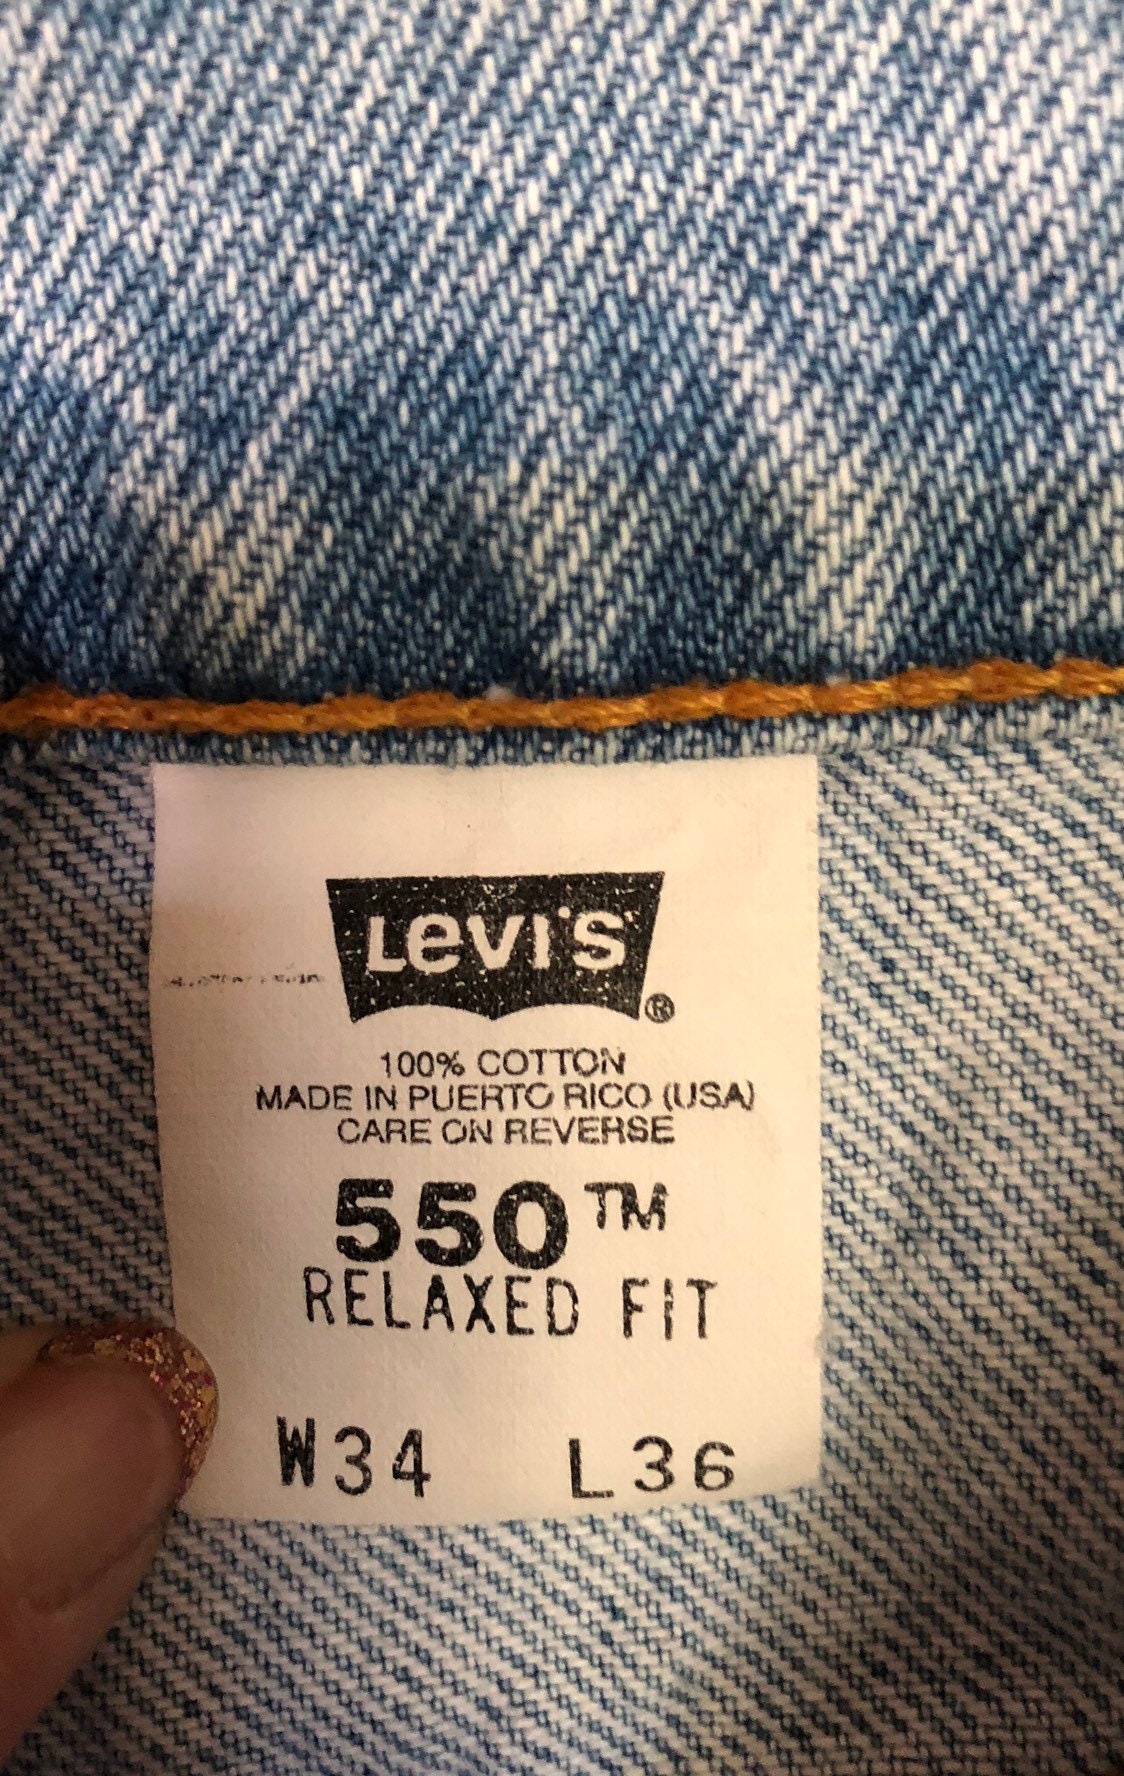 Levi's
®
100% COTTON
MADE IN PUERTO RICO (USA)
CARE ON REVERSE
550™
RELAXED FIT
W34 L36